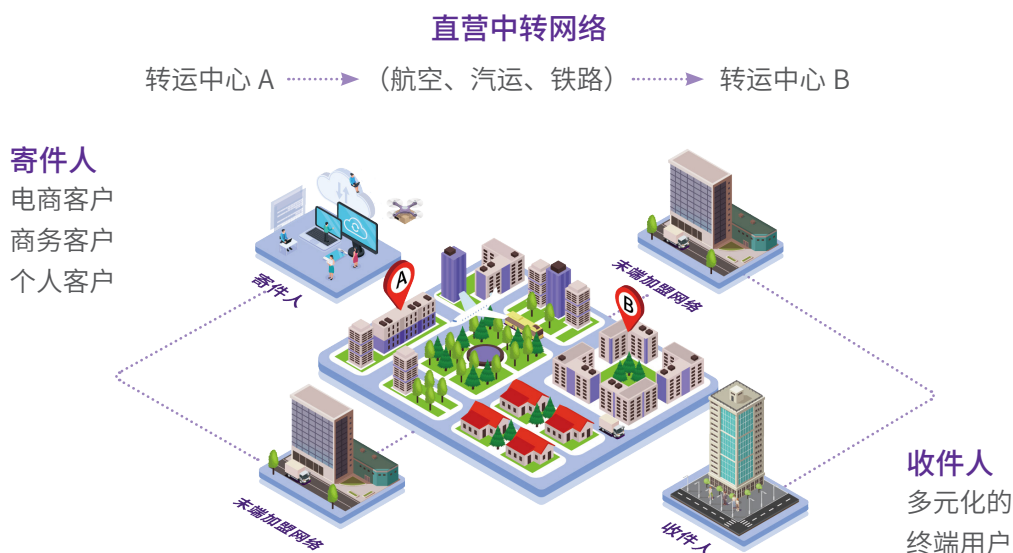 直营中转网络
转运中心 A （航空、汽运、铁路） 转运中心 B
寄件人
电商客户
商务客户
个人客户
寄件人
末端加盟网络
A
B
末端加盟网络
收件人
收件人
多元化的
终端用户